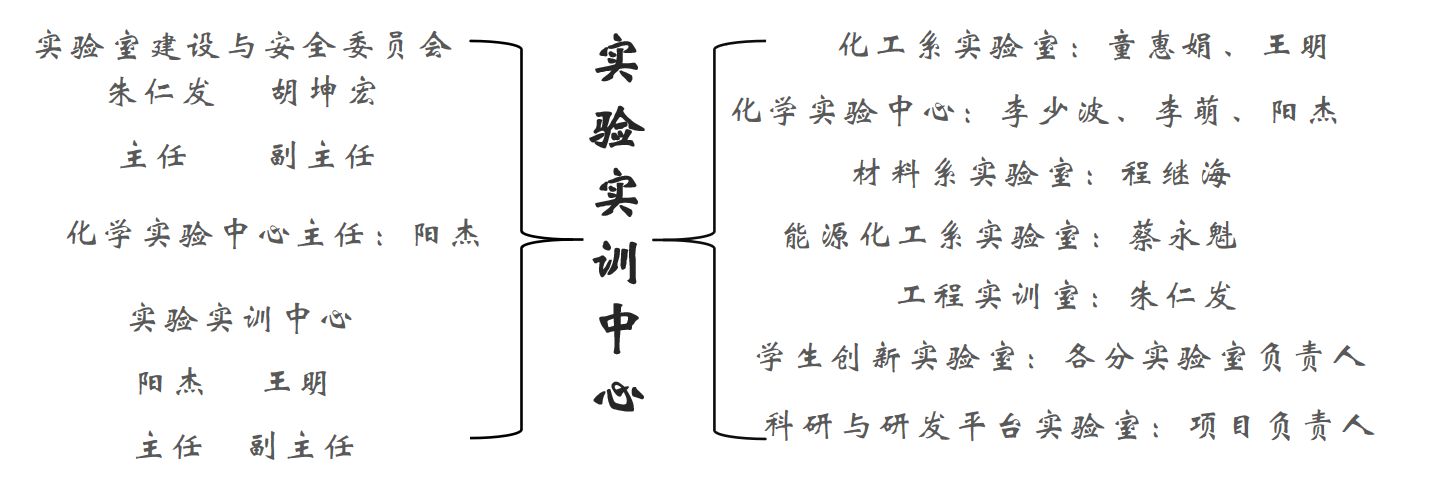 实验室建设与安全委员会
朱仁发 胡坤宏
主任 副主任
化学实验中心主任：阳杰
实验实训中心
阳杰 王明
主任 副主任
实验实训中心
化工系实验室：童惠娟、王明
化学实验中心：李少波、李萌、阳杰
材料系实验室：程继海
能源化工系实验室：蔡永魁
工程实训室：朱仁发
学生创新实验室：各分实验室负责人
科研与研发平台实验室：项目负责人